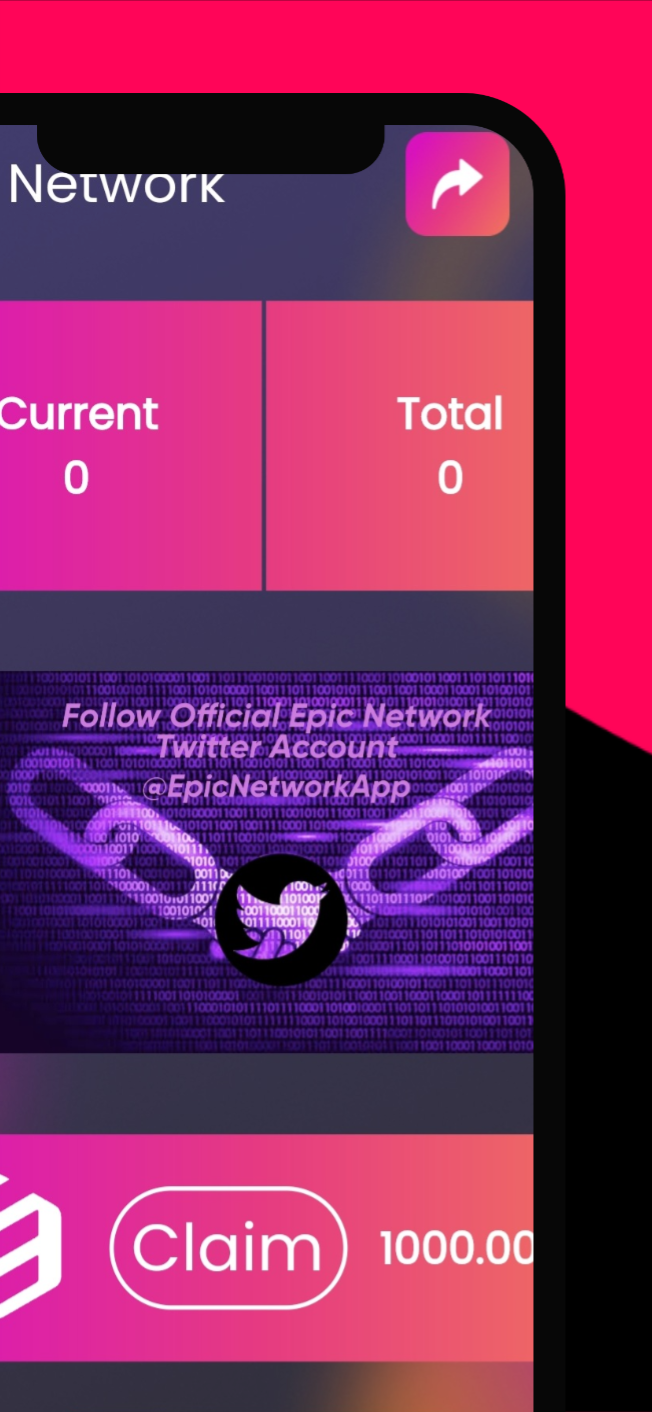 Network
Current
Total
0
0
Follow Official Epic Network
Twitter Account
@EpicNetworkApp
Claim
1000.00